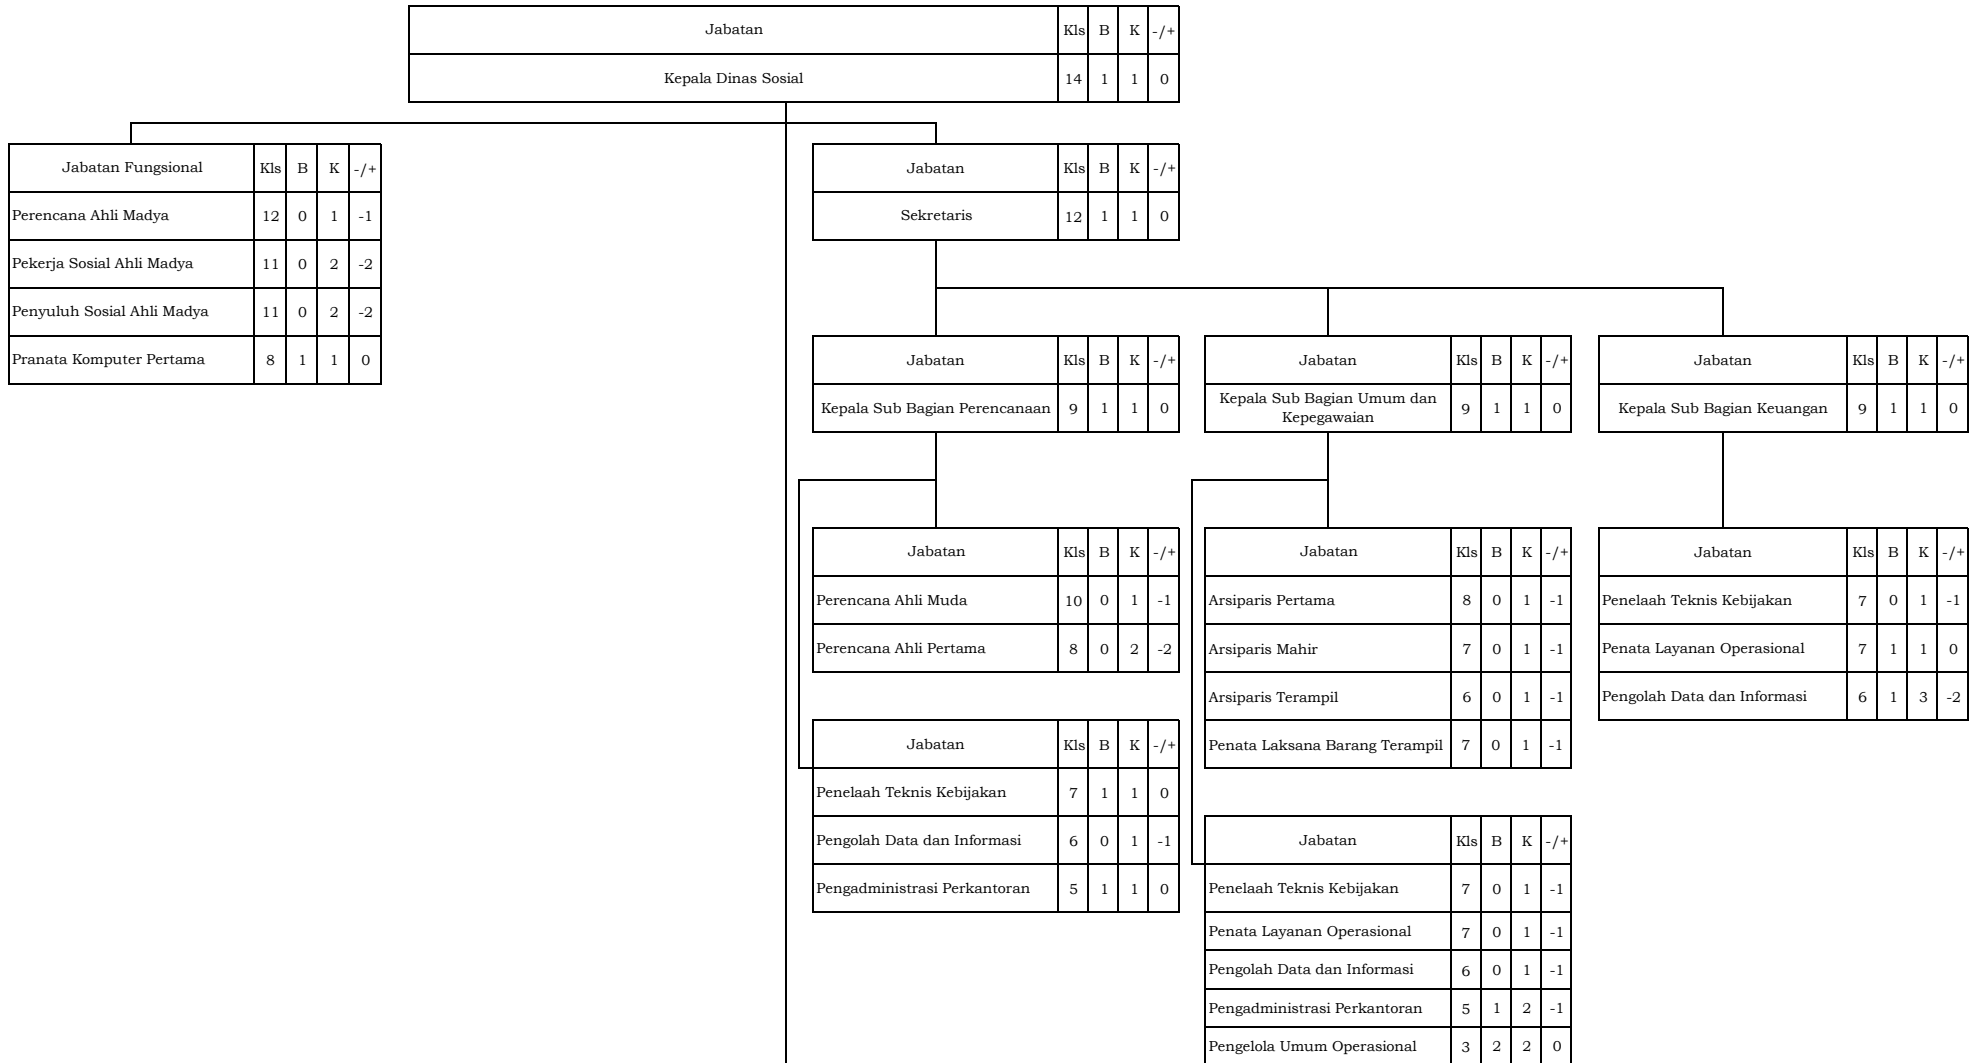 Jabatan Kls B K -/+
Kepala Dinas Sosial 14 1 1 0
Jabatan Fungsional Kls B K -/+
Perencana Ahli Madya 12 0 1 -1
Pekerja Sosial Ahli Madya 11 0 2 -2
Penyuluh Sosial Ahli Madya 11 0 2 -2
Pranata Komputer Pertama 8 1 1 0
Jabatan Kls B K -/+
Sekretaris 12 1 1 0
Jabatan Kls B K -/+
Kepala Sub Bagian Perencanaan 9 1 1 0
Jabatan Kls B K -/+
Kepala Sub Bagian Umum dan
Kepegawaian 9 1 1 0
Jabatan Kls B K -/+
Kepala Sub Bagian Keuangan 9 1 1 0
Jabatan Kls B K -/+
Perencana Ahli Muda 10 0 1 -1
Perencana Ahli Pertama 8 0 2 -2
Jabatan Kls B K -/+
Penelaah Teknis Kebijakan 7 1 1 0
Pengolah Data dan Informasi 6 0 1 -1
Pengadministrasi Perkantoran 5 1 1 0
Jabatan Kls B K -/+
Arsiparis Pertama 8 0 1 -1
Arsiparis Mahir 7 0 1 -1
Arsiparis Terampil 6 0 1 -1
Penata Laksana Barang Terampil 7 0 1 -1
Jabatan Kls B K -/+
Penelaah Teknis Kebijakan 7 0 1 -1
Penata Layanan Operasional 7 0 1 -1
Pengolah Data dan Informasi 6 0 1 -1
Pengadministrasi Perkantoran 5 1 2 -1
Pengelola Umum Operasional 3 2 2 0
Jabatan Kls B K -/+
Penelaah Teknis Kebijakan 7 0 1 -1
Penata Layanan Operasional 7 1 1 0
Pengolah Data dan Informasi 6 1 3 -2